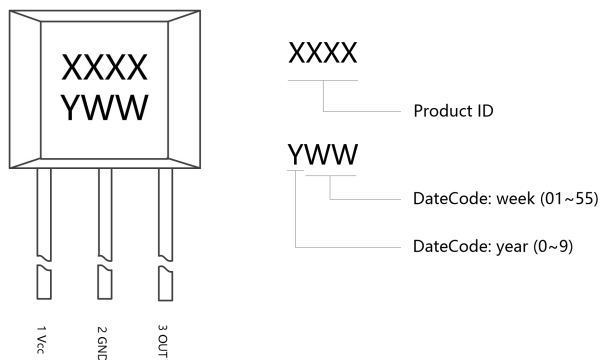 XXXX
YWW
XXXX
Product ID
YWW
DateCode: week (01~55)
DateCode: year (0~9)
1 Vcc
2 GND
3 OUT